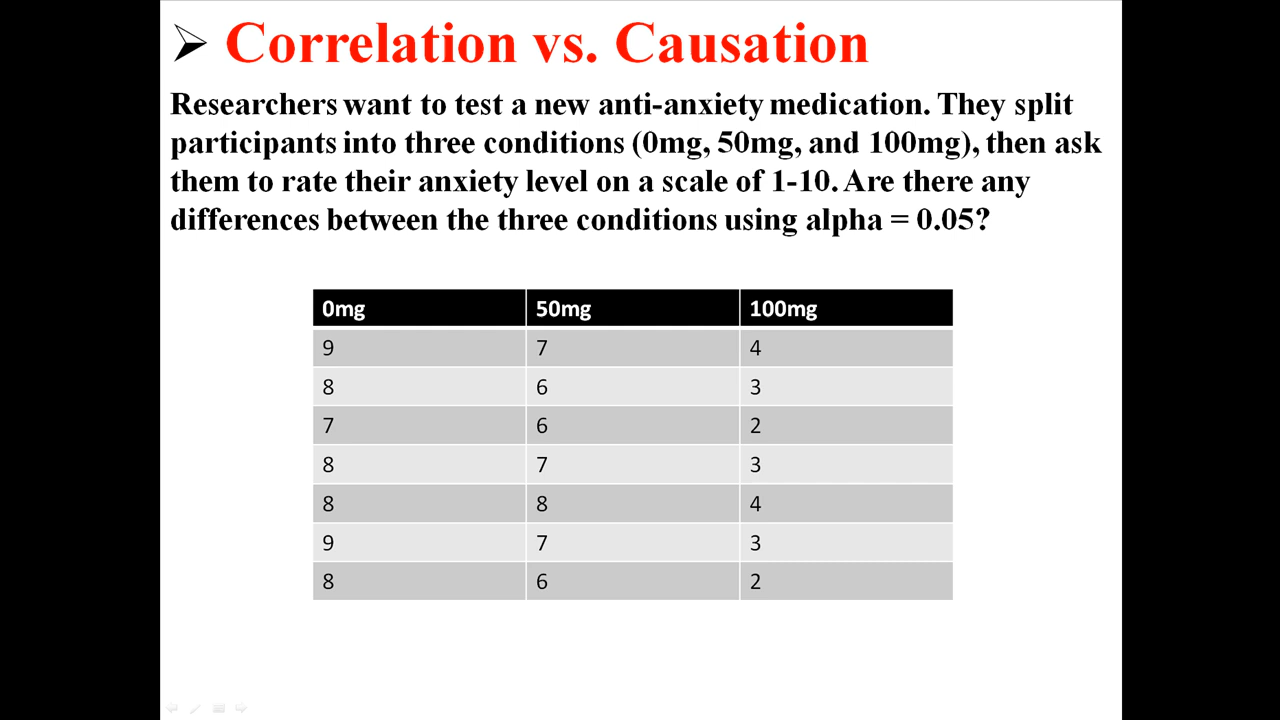 Correlation vs. Causation
Researchers want to test a new anti-anxiety medication. They split
participants into three conditions (0mg, 50mg, and 100mg), then ask
them to rate their anxiety level on a scale of 1-10. Are there any
differences between the three conditions using alpha = 0.05?
0mg 50mg 100mg
9 7 4
8 6 3
7 6 2
8 7 3
8 8 4
9 7 3
8 6 2